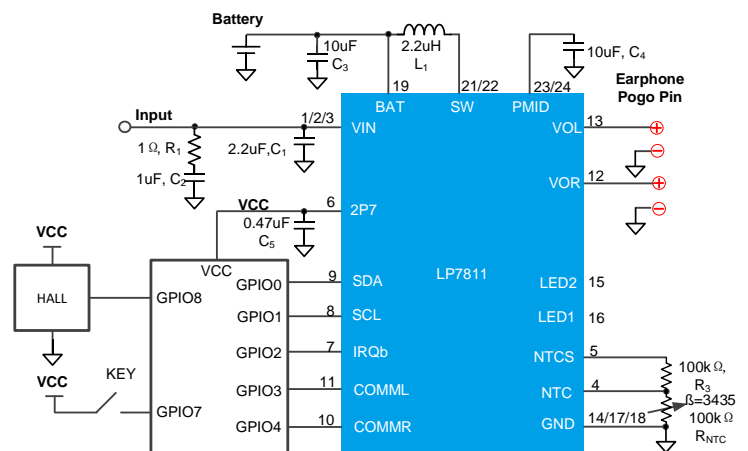 Battery
10uF
C3
2.2uH
L1
10uF, C4
19
21/22
23/24
Earphone
Pogo Pin
BAT
SW
PMID
Input
1/2/3
VIN
VOL
13
1Ω, R1
2.2uF,C1
1uF, C2
12
VOR
VCC
6
2P7
0.47uF
C5
VCC
VCC
HALL
GPIO8
GPIO0
9
SDA
LP7811
LED2
15
GPIO1
8
SCL
LED1
16
GPIO2
7
IRQb
NTCS
5
100kΩ,
R3
VCC
KEY
GPIO3
11
COMML
NTC
4
ß=3435
GPIO7
GPIO4
10
COMMR
GND
14/17/18
100kΩ
RNTC